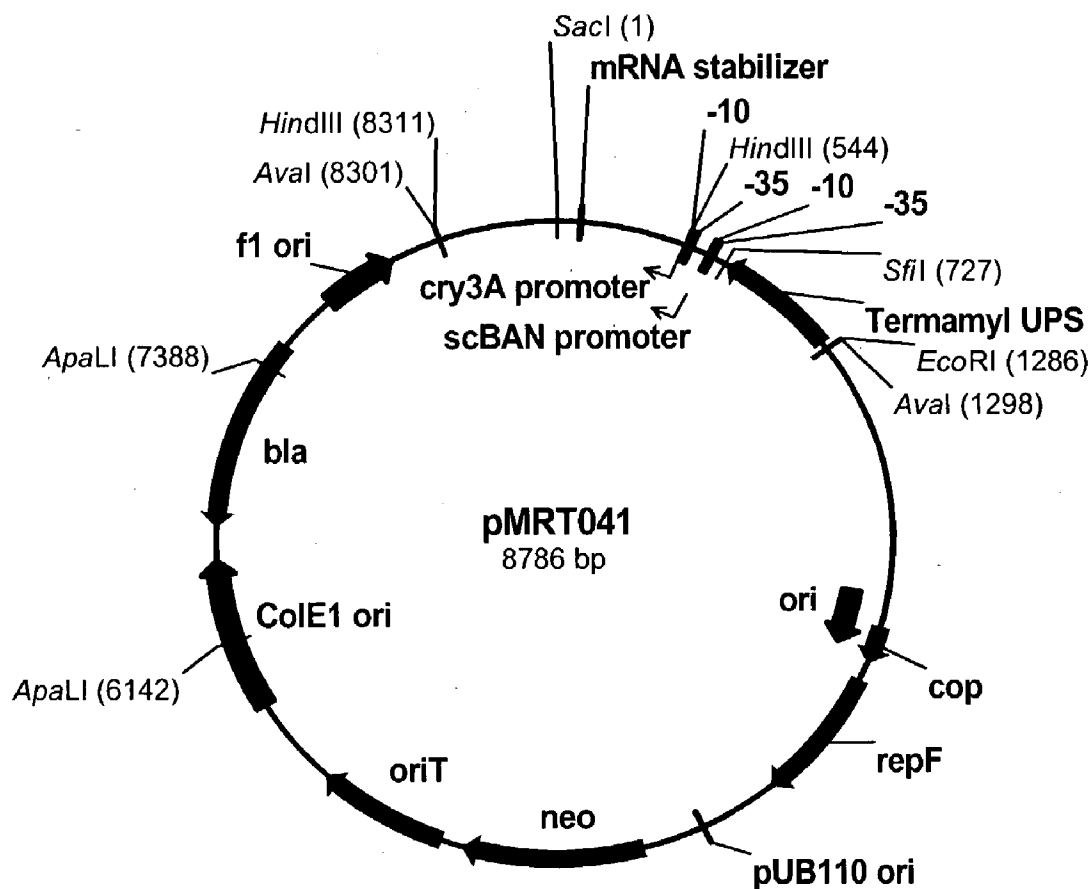 SacI (1)
mRNA stabilizer
-10
HindIII (8311)
HindIII (544)
AvaI (8301)
-35
-10
-35
f1 ori
SfiI (727)
cry3A promoter
Termamyl UPS
scBAN promoter
ApaLI (7388)
EcoRI (1286)
AvaI (1298)
bla
pMRT041
8786 bp
ori
ColE1 ori
ApaLI (6142)
cop
repF
oriT
neo
pUB110 ori